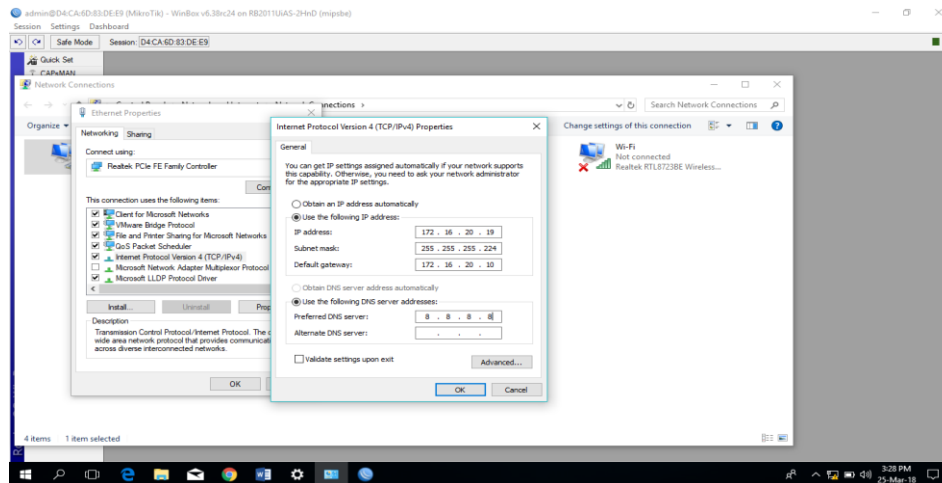 admin@D4:CA:6D:83:DE:E9 (MikroTik) - WinBox v6.38rc24 on RB2011UiAS-2HnD (mipsbe)
Session Settings Dashboard
Safe Mode Session: D4:CA:6D:83:DE:E9
Quick Set
CAPsMAN
Network Connections
Search Network Connections
Organize
Change settings of this connection
Ethernet Properties
Networking Sharing
Connect using:
Realtek PCIe FE Family Controller
This connection uses the following items:
Client for Microsoft Networks
VMware Bridge Protocol
File and Printer Sharing for Microsoft Networks
QoS Packet Scheduler
Internet Protocol Version 4 (TCP/IPv4)
Microsoft Network Adapter Multiplexor Protocol
Microsoft LLDP Protocol Driver
Install... Uninstall
Description
Transmission Control Protocol/Internet Protocol. The
wide area network protocol that provides
across diverse interconnected networks.
OK
Internet Protocol Version 4 (TCP/IPv4) Properties
General
You can get IP settings assigned automatically if your network supports
this capability. Otherwise, you need to ask your network administrator
for the appropriate IP settings.
Obtain an IP address automatically
Use the following IP address:
IP address: 172 . 16 . 20 . 19
Subnet mask: 255 . 255 . 255 . 224
Default gateway: 172 . 16 . 20 . 10
Obtain DNS server address automatically
Use the following DNS server addresses:
Preferred DNS server: 8 . 8 . 8 . 8
Alternate DNS server: . . .
Validate settings upon exit
Advanced...
OK Cancel
Wi-Fi
Not connected
Realtek RTL8723BE Wireless...
4 items 1 item selected
3:28 PM
25-Mar-18